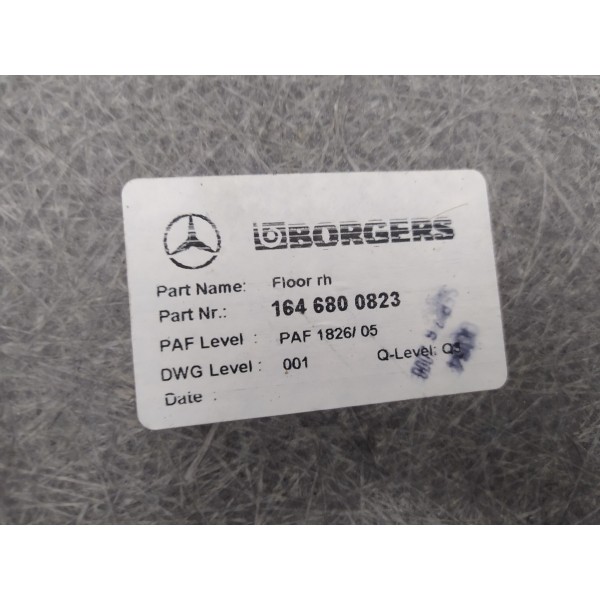 BORGERS
Part Name: Floor rh
Part Nr.: 164 680 0823
PAF Level : PAF 1826/ 05
DWG Level : 001 Q-Level:
Date :